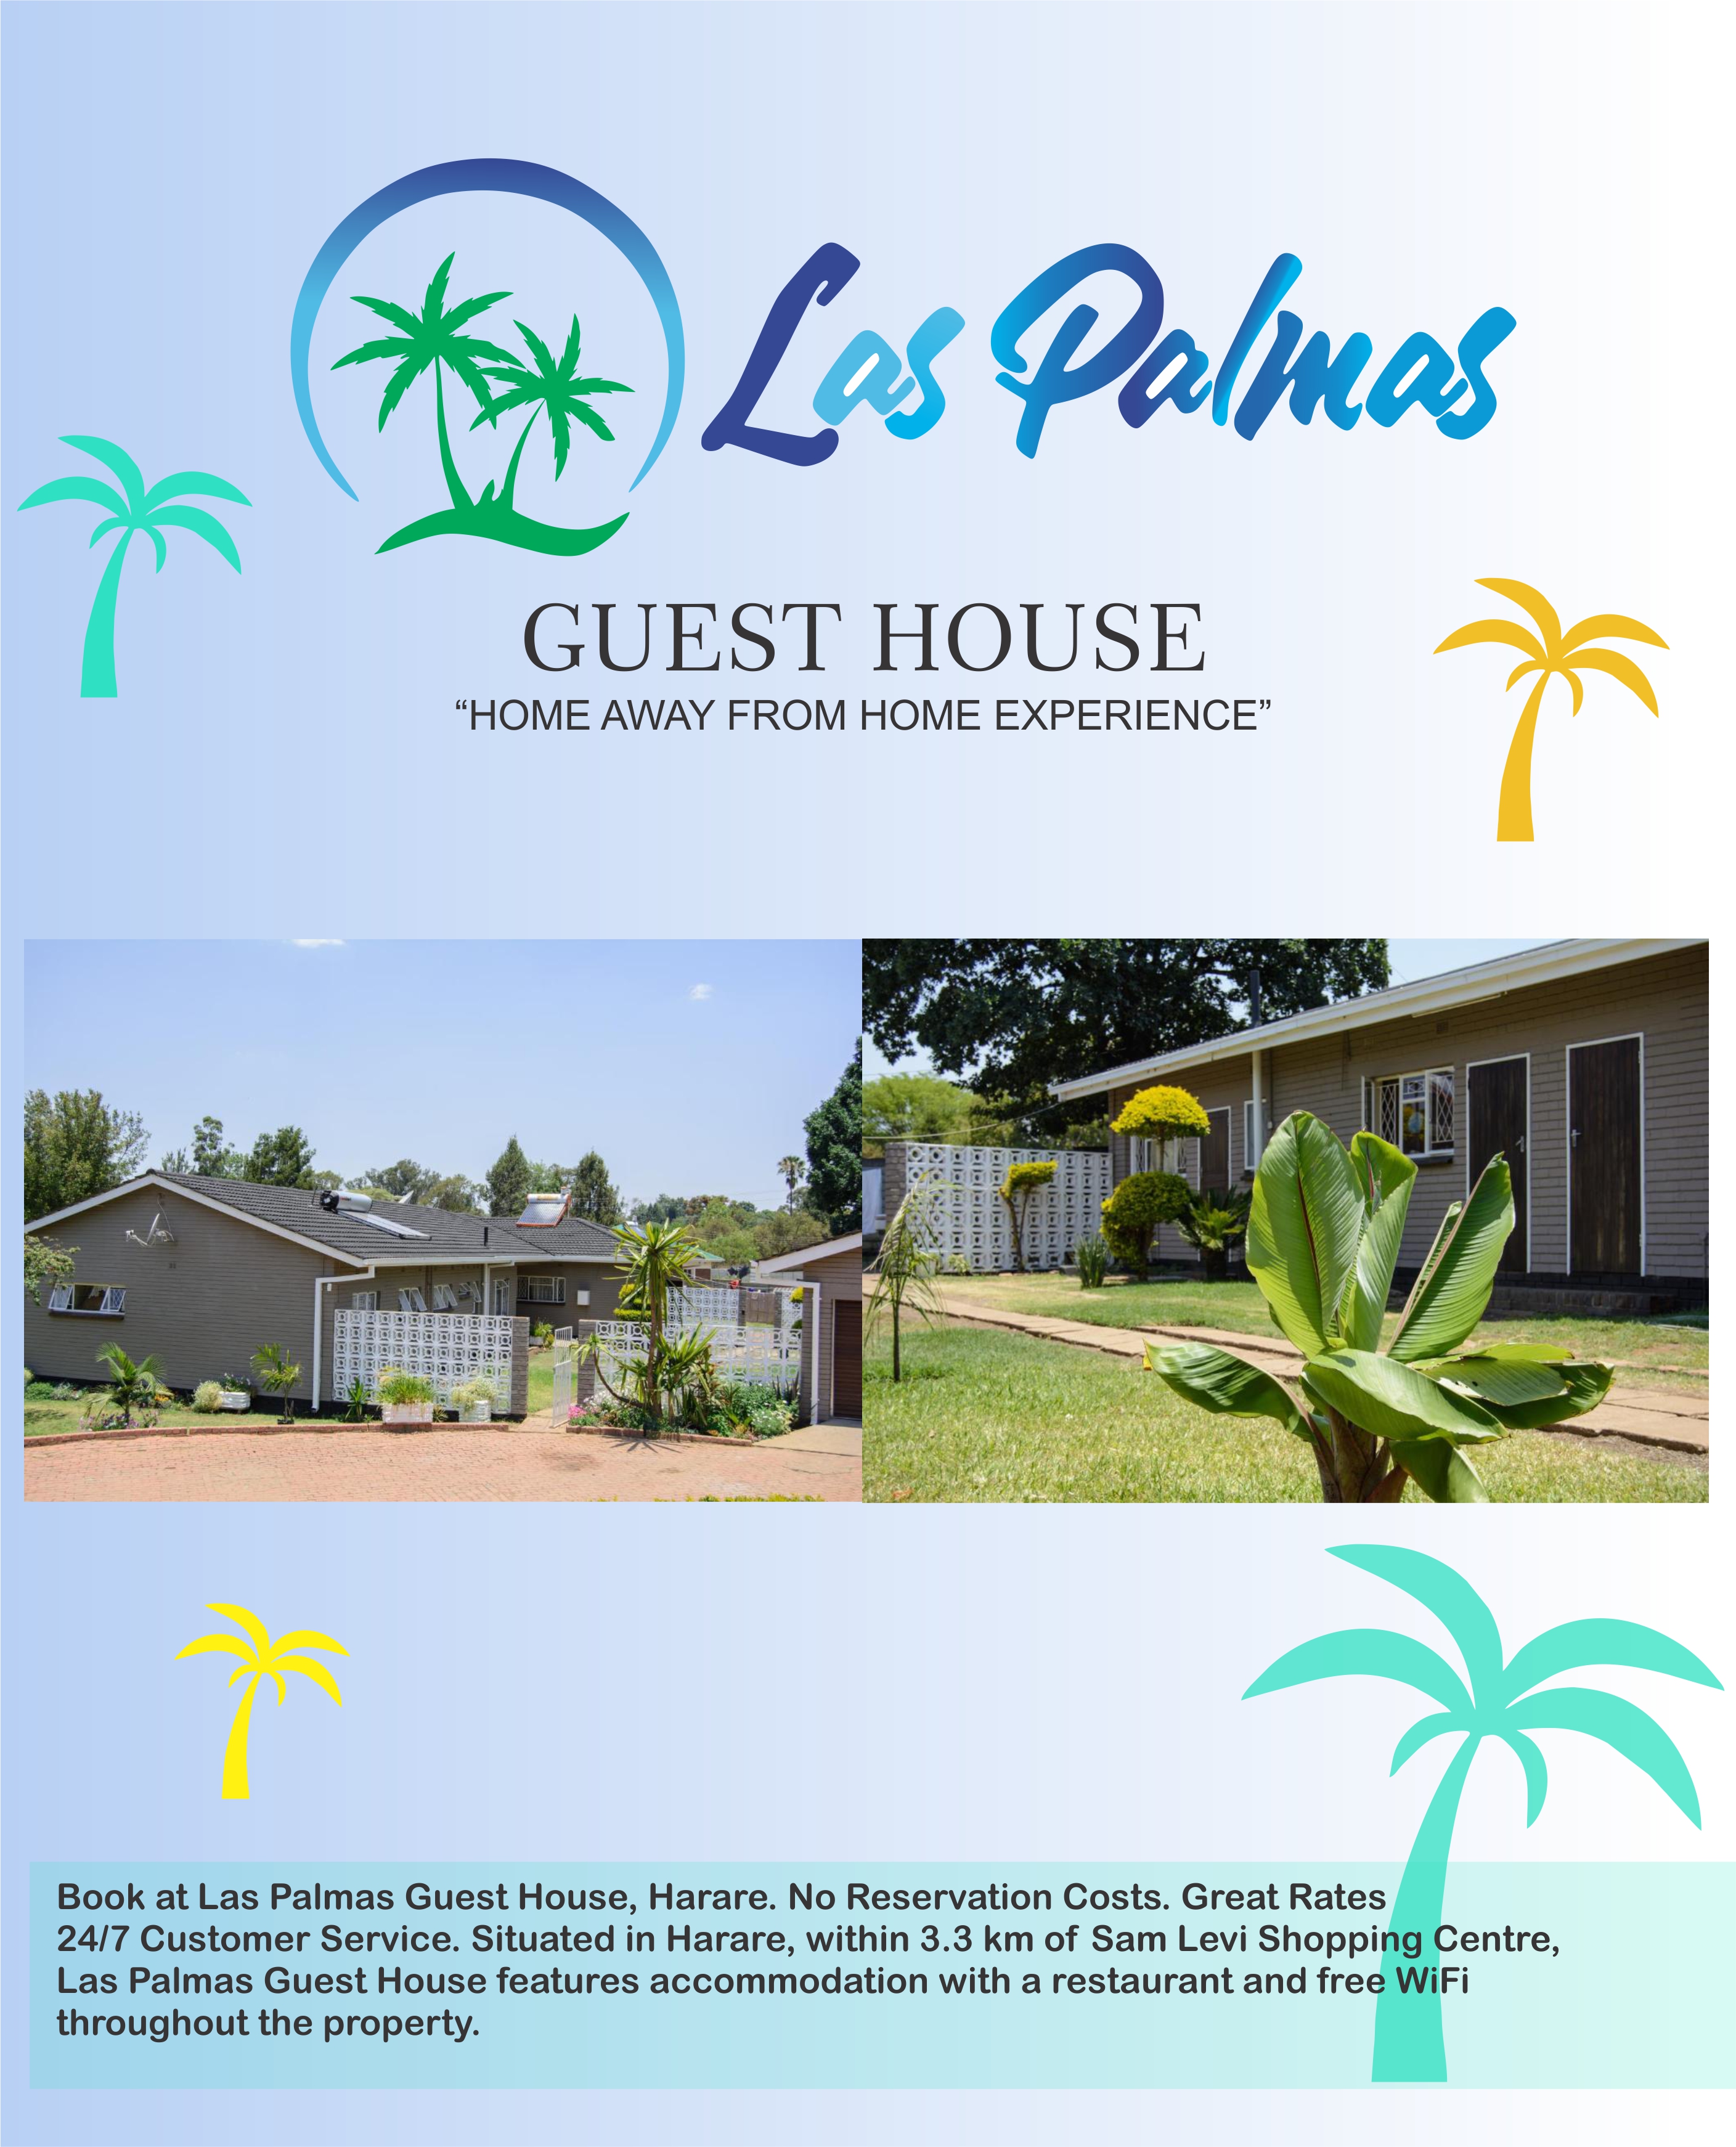 Las Palmas
GUEST HOUSE
“HOME AWAY FROM HOME EXPERIENCE”
Book at Las Palmas Guest House, Harare. No Reservation Costs. Great Rates
24/7 Customer Service. Situated in Harare, within 3.3 km of Sam Levi Shopping Centre,
Las Palmas Guest House features accommodation with a restaurant and free WiFi
throughout the property.